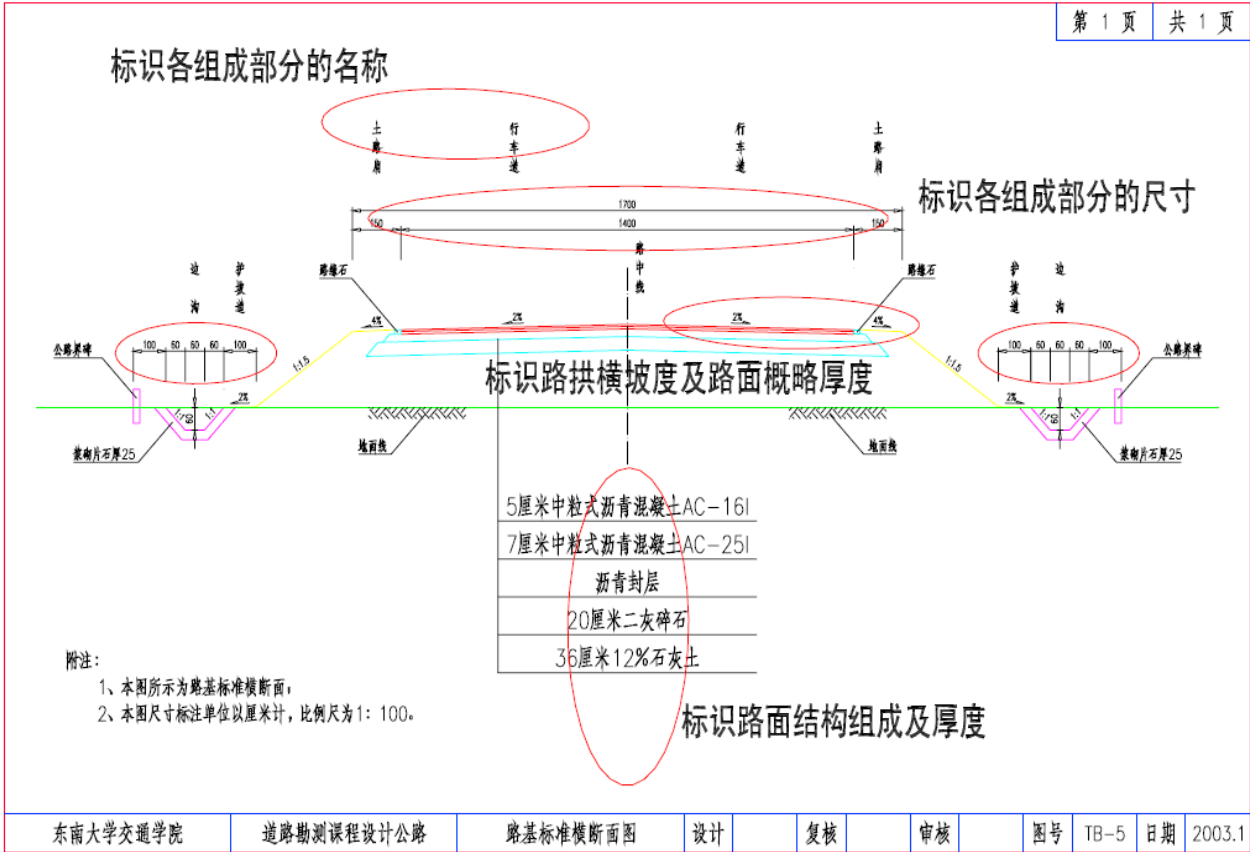 第 1 页 共 1 页
标识各组成部分的名称
土路肩 行车道 行车道 土路肩
标识各组成部分的尺寸
1700
150 1400 150
路中线
边沟 护坡道 路缘石 路缘石 护坡道 边沟
4% 2% 2% 4%
100 60 60 60 100 100 60 60 60 100
公路界碑 公路界碑
1:1.5 1:1.5
标识路拱横坡度及路面概略厚度
2% 2%
1:1 60 1:1 1:1 60 1:1
浆砌片石厚25 地面线 地面线 浆砌片石厚25
5厘米中粒式沥青混凝土AC-16I
7厘米中粒式沥青混凝土AC-25I
沥青封层
20厘米二灰碎石
36厘米12%石灰土
附注：
1、本图所示为路基标准横断面。
2、本图尺寸标注单位以厘米计，比例尺为1：100。
标识路面结构组成及厚度
东南大学交通学院 道路勘测课程设计公路 路基标准横断面图 设计 复核 审核 图号 TB-5 日期 2003.1